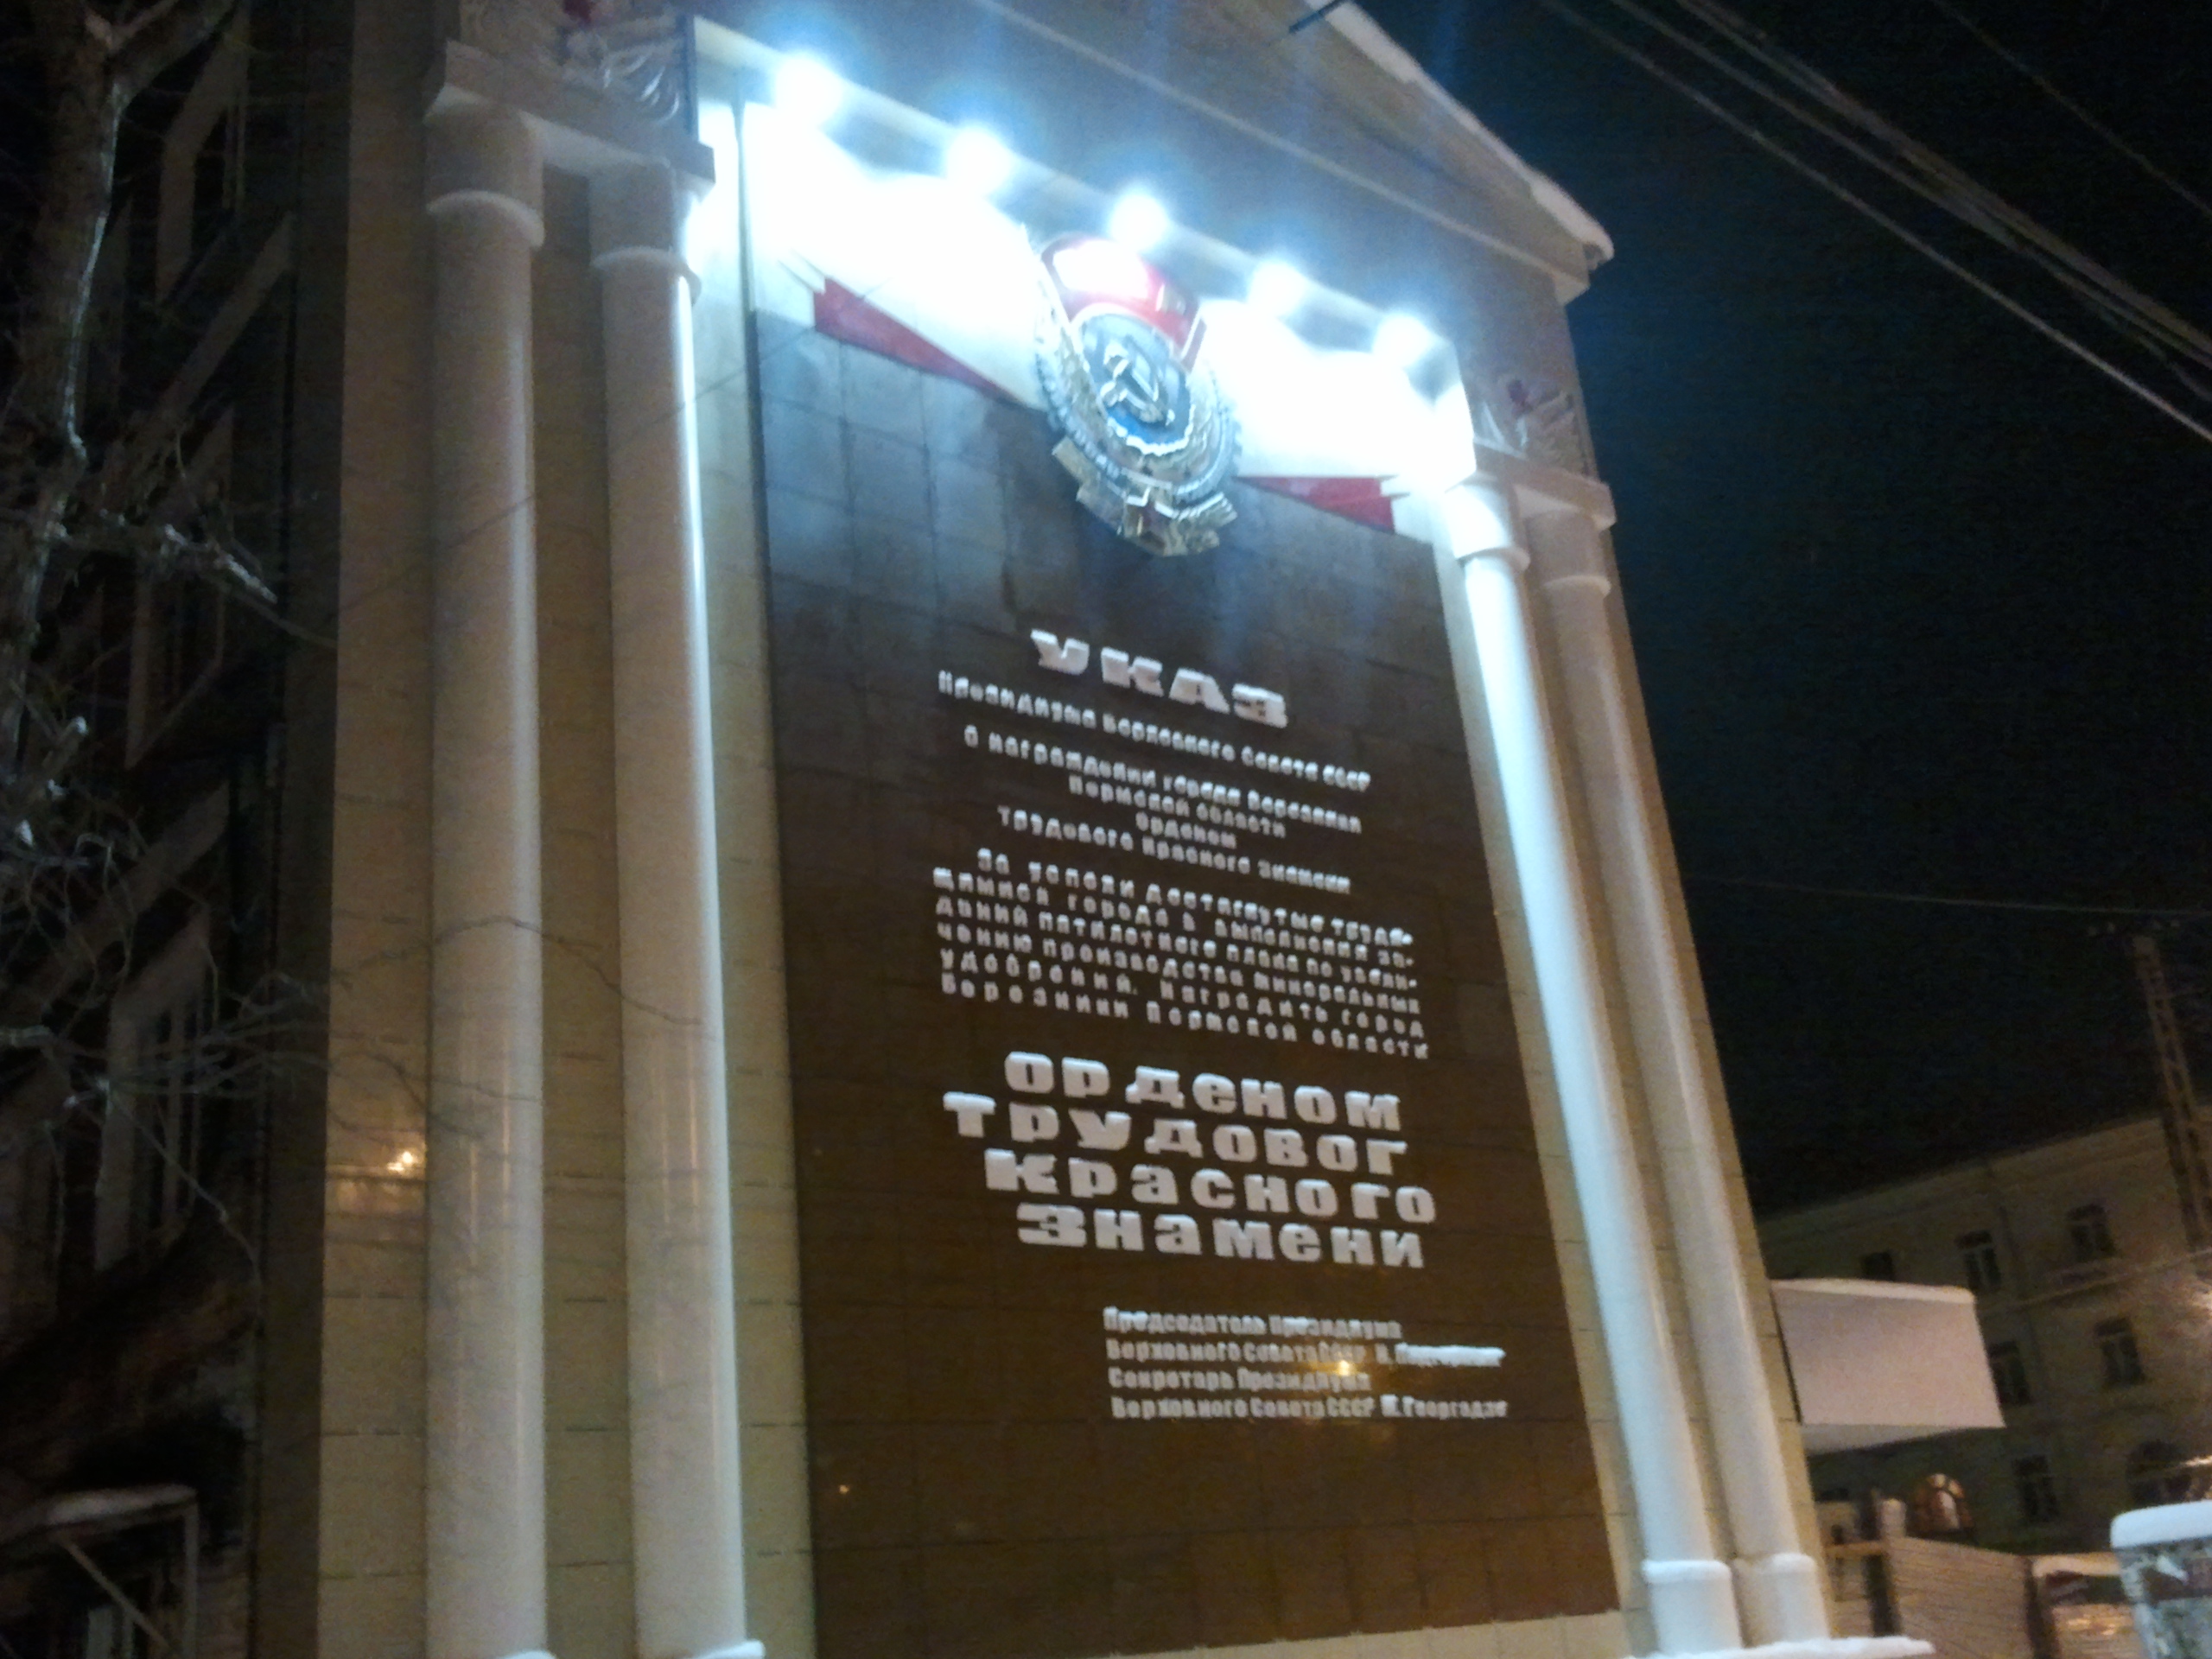 УКАЗ
Президиума Верховного Совета СССР
О награждении города Березники
Пермской области
орденом
Трудового Красного Знамени
За успехи достигнутые трудя-
щимися города в выполнении за-
даний пятилетнего плана по увели-
чению производства минеральных
удобрений. Наградить город
Березники Пермской области
орденом
Трудовог
Красного
Знамени
Председатель Президиума
Верховного Совета СССР Н. Подгорный
Секретарь Президиума
Верховного Совета СССР М. Георгадзе